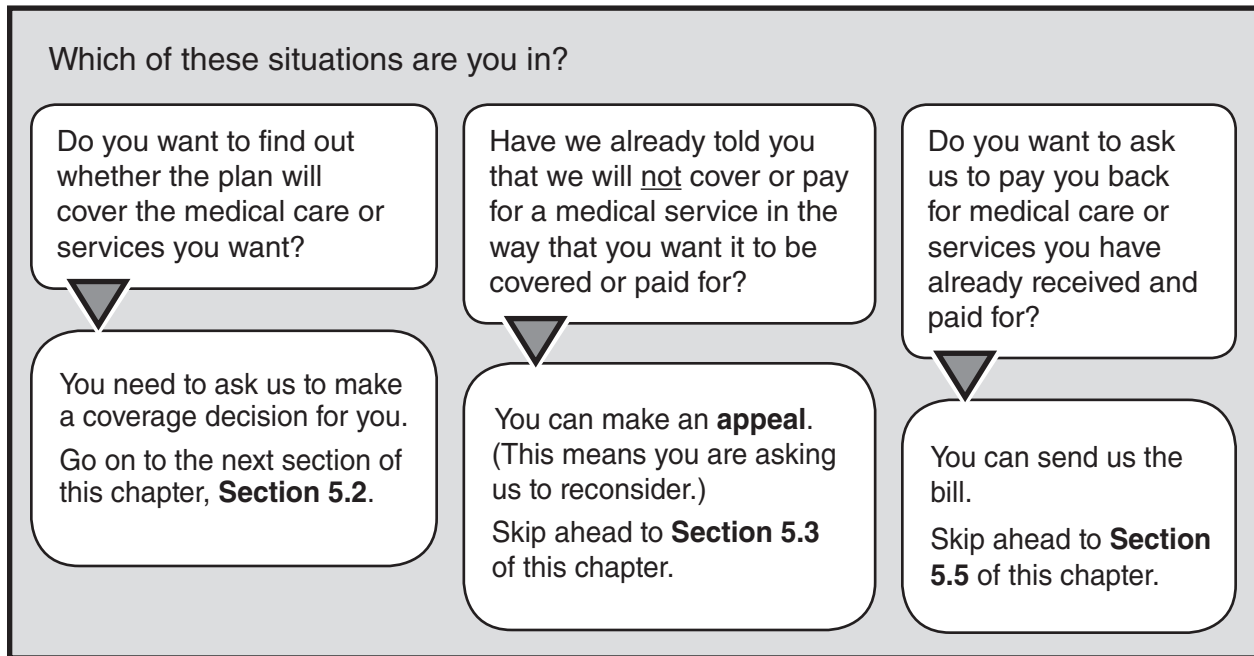 Which of these situations are you in?
Do you want to find out
whether the plan will
cover the medical care or
services you want?
You need to ask us to make
a coverage decision for you.
Go on to the next section of
this chapter, Section 5.2.
Have we already told you
that we will not cover or pay
for a medical service in the
way that you want it to be
covered or paid for?
You can make an appeal.
(This means you are asking
us to reconsider.)
Skip ahead to Section 5.3
of this chapter.
Do you want to ask
us to pay you back
for medical care or
services you have
already received and
paid for?
You can send us the
bill.
Skip ahead to Section
5.5 of this chapter.